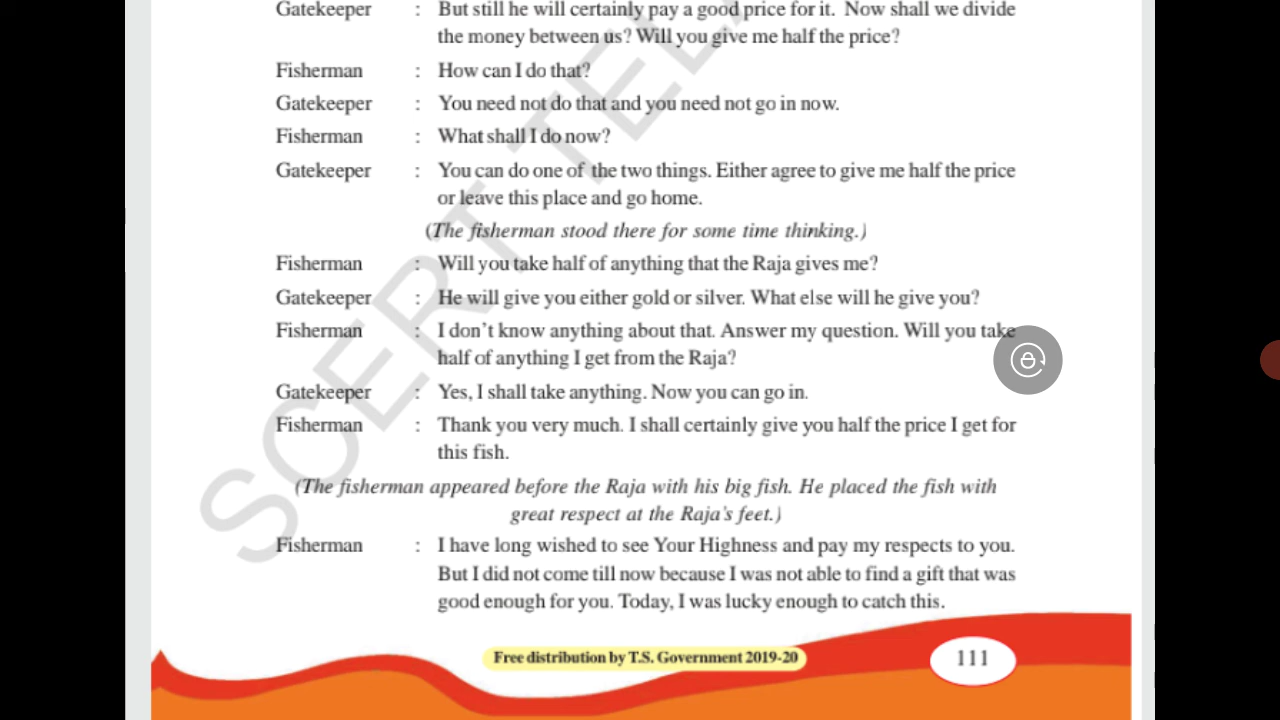 Gatekeeper : But still he will certainly pay a good price for it. Now shall we divide
the money between us? Will you give me half the price?
Fisherman : How can I do that?
Gatekeeper : You need not do that and you need not go in now.
Fisherman : What shall I do now?
Gatekeeper : You can do one of the two things. Either agree to give me half the price
or leave this place and go home.
(The fisherman stood there for some time thinking.)
Fisherman : Will you take half of anything that the Raja gives me?
Gatekeeper : He will give you either gold or silver. What else will he give you?
Fisherman : I don't know anything about that. Answer my question. Will you take
half of anything I get from the Raja?
Gatekeeper : Yes, I shall take anything. Now you can go in.
Fisherman : Thank you very much. I shall certainly give you half the price I get for
this fish.
(The fisherman appeared before the Raja with his big fish. He placed the fish with
great respect at the Raja's feet.)
Fisherman : I have long wished to see Your Highness and pay my respects to you.
But I did not come till now because I was not able to find a gift that was
good enough for you. Today, I was lucky enough to catch this.
Free distribution by T.S. Government 2019-20
111
SCERT